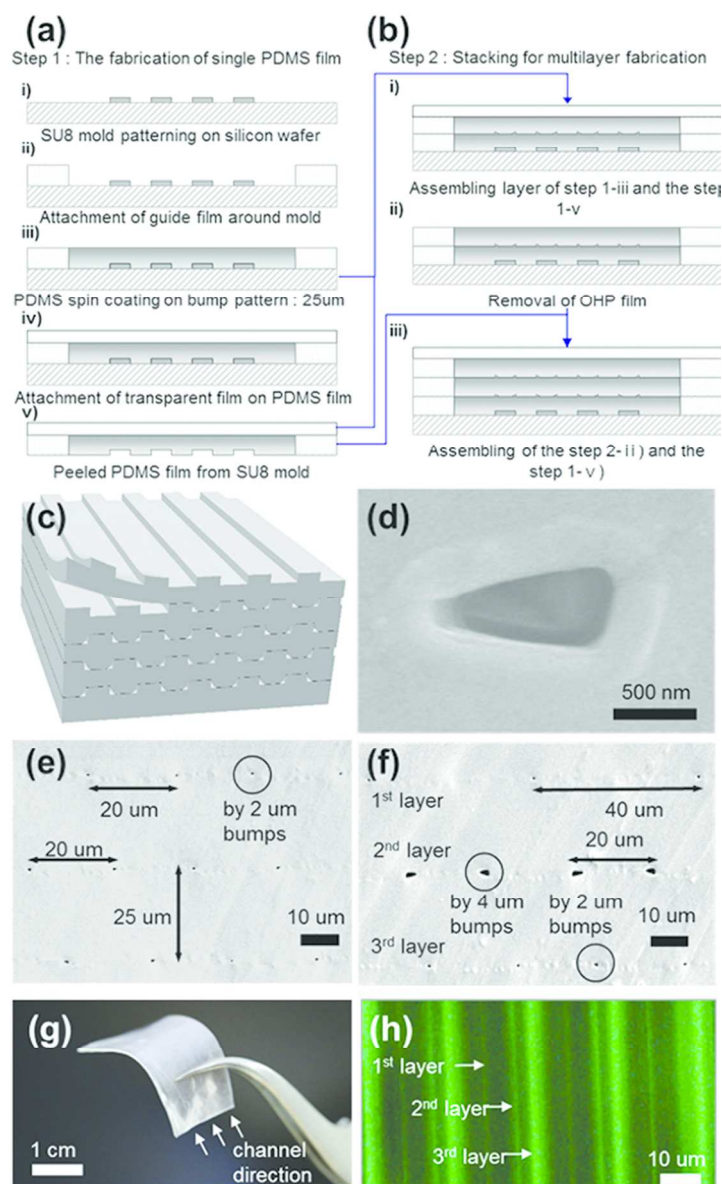 (a)
Step 1 : The fabrication of single PDMS film
i)
SU8 mold patterning on silicon wafer
ii)
Attachment of guide film around mold
iii)
PDMS spin coating on bump pattern : 25um
iv)
Attachment of transparent film on PDMS film
v)
Peeled PDMS film from SU8 mold
(b)
Step 2 : Stacking for multilayer fabrication
i)
Assembling layer of step 1-iii and the step
1-v
ii)
Removal of OHP film
iii)
Assembling of the step 2-ii) and the
step 1-v)
(c)
(d)
500 nm
(e)
20 um
by 2 um
bumps
20 um
25 um
10 um
(f)
1st layer
40 um
2nd layer
20 um
by 4 um
bumps
by 2 um
bumps
10 um
3rd layer
(g)
1 cm
channel
direction
(h)
1st layer
2nd layer
3rd layer
10 um